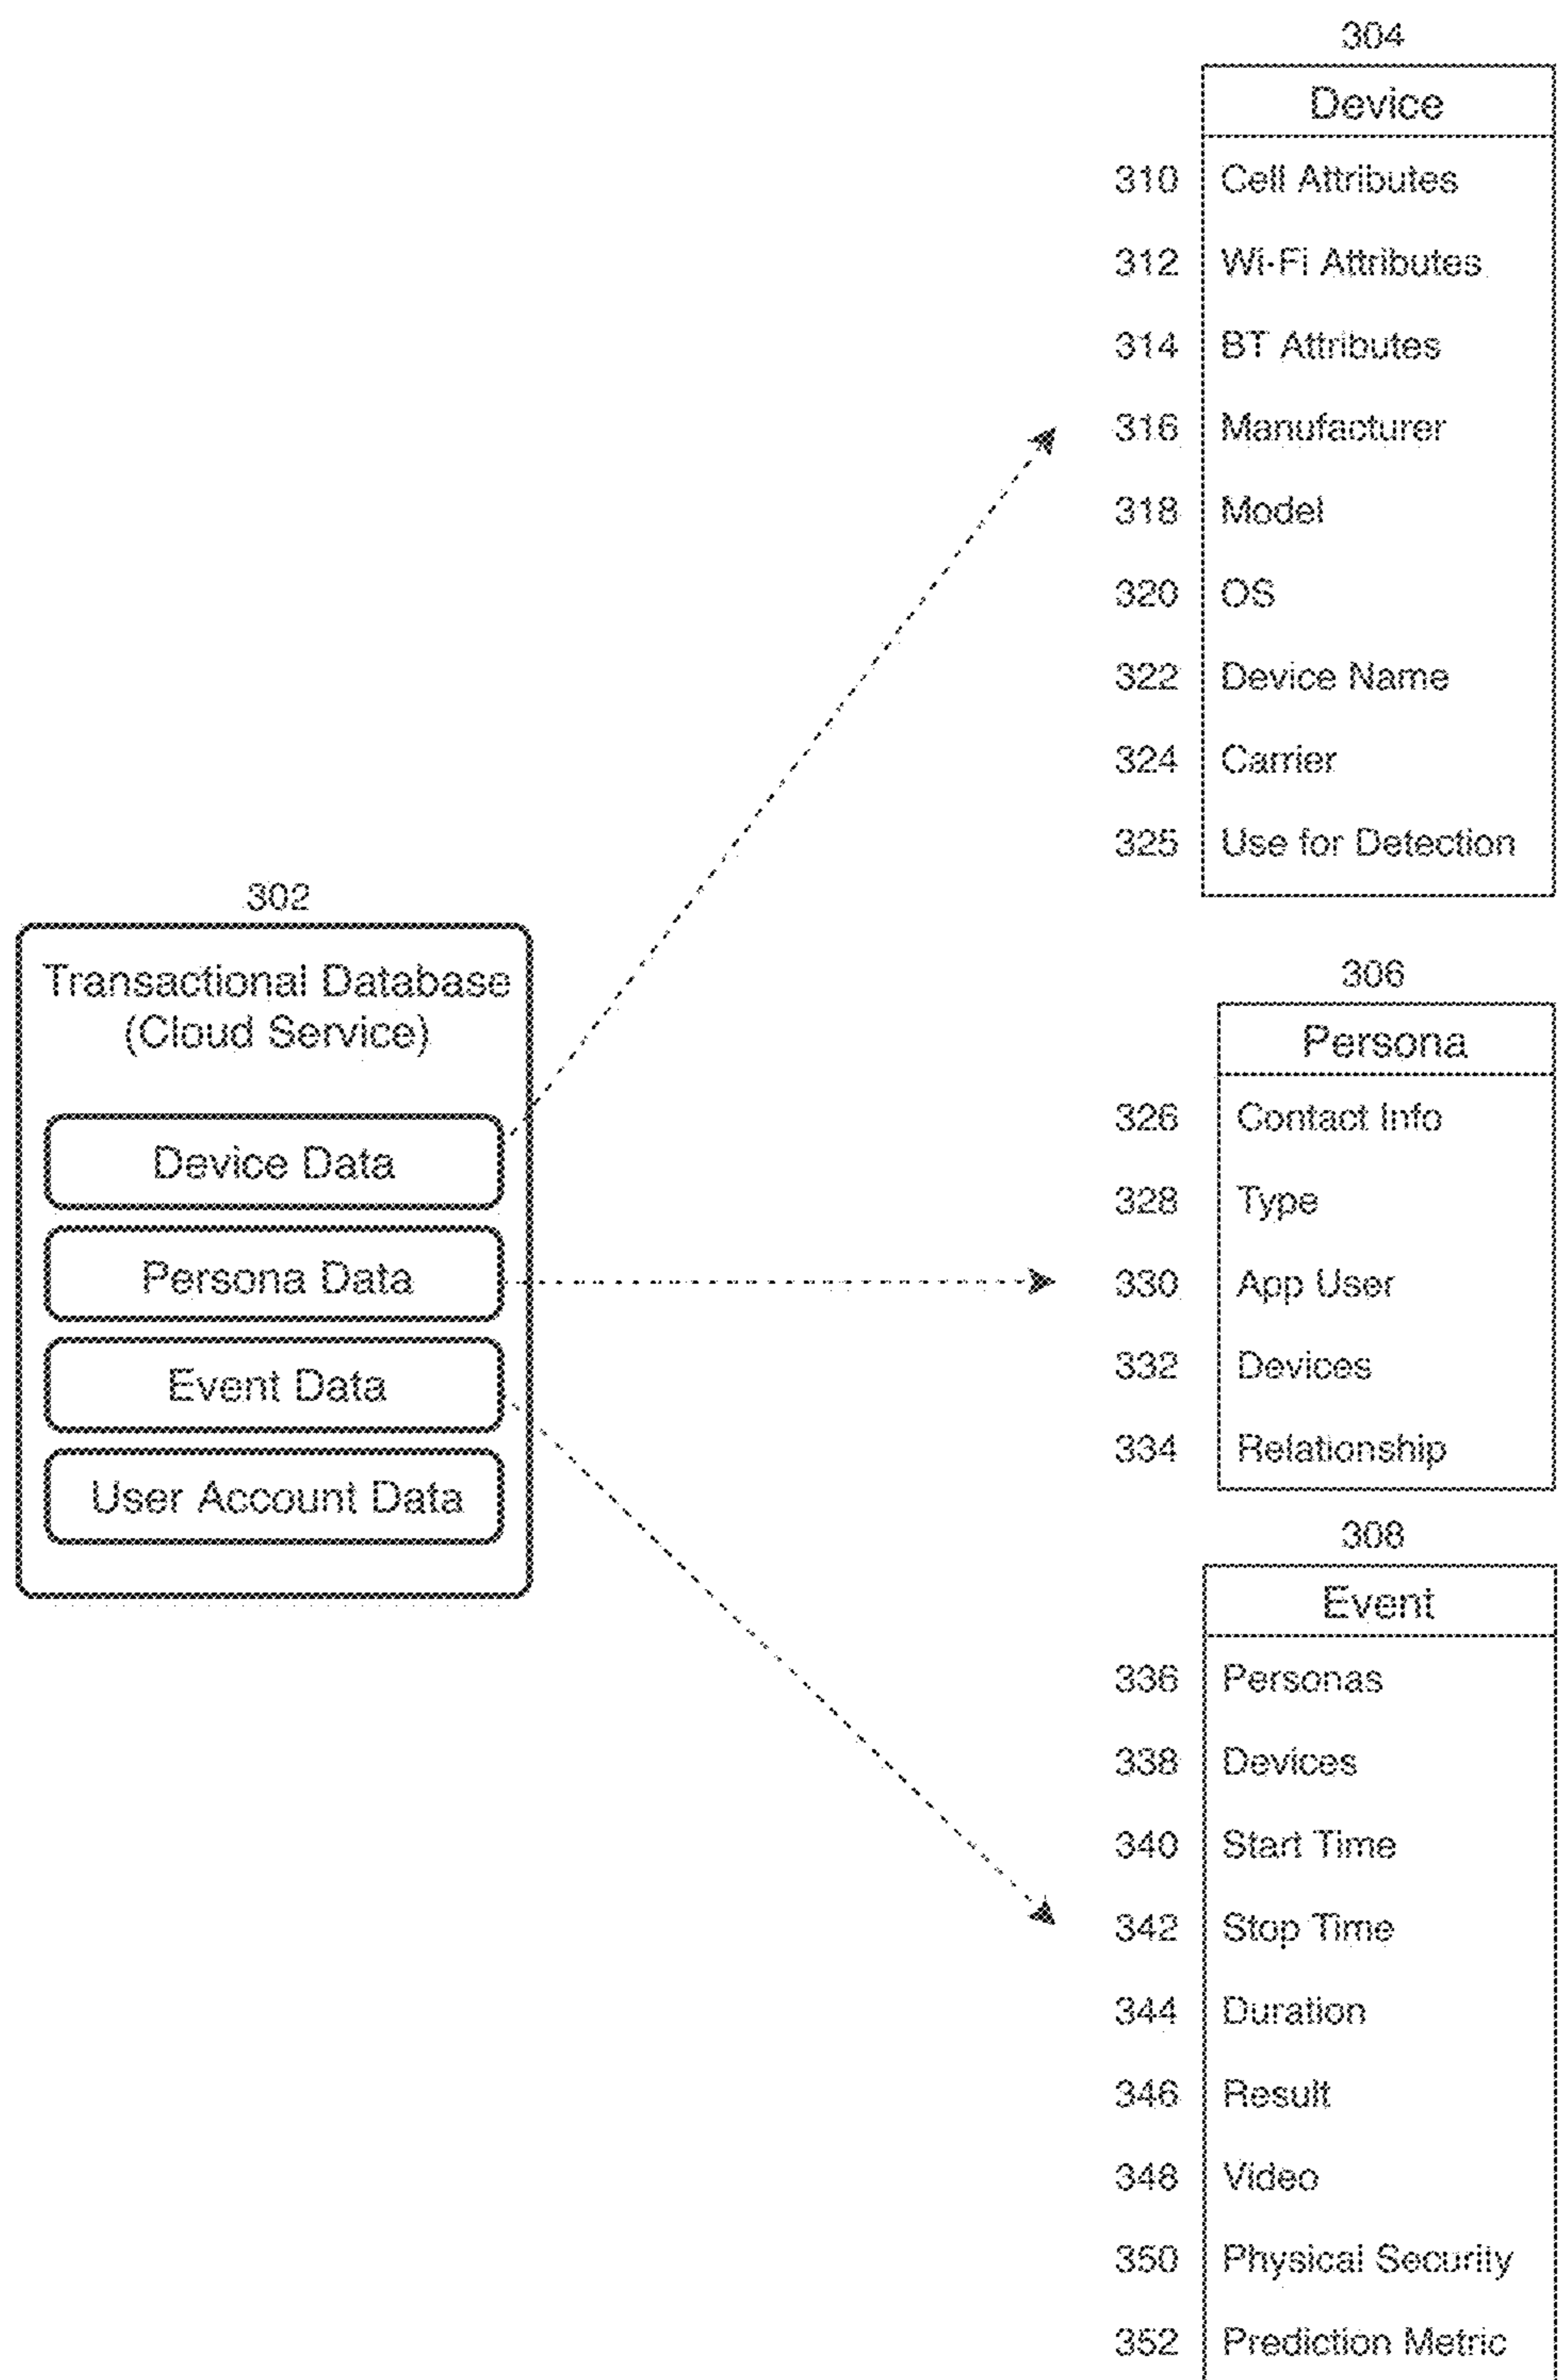 304
Device
310 Cell Attributes
312 Wi-Fi Attributes
314 BT Attributes
316 Manufacturer
318 Model
320 OS
322 Device Name
324 Carrier
325 Use for Detection
302
Transactional Database
(Cloud Service)
Device Data
Persona Data
Event Data
User Account Data
306
Persona
326 Contact Info
328 Type
330 App User
332 Devices
334 Relationship
308
Event
336 Personas
338 Devices
340 Start Time
342 Stop Time
344 Duration
346 Result
348 Video
350 Physical Security
352 Prediction Metric